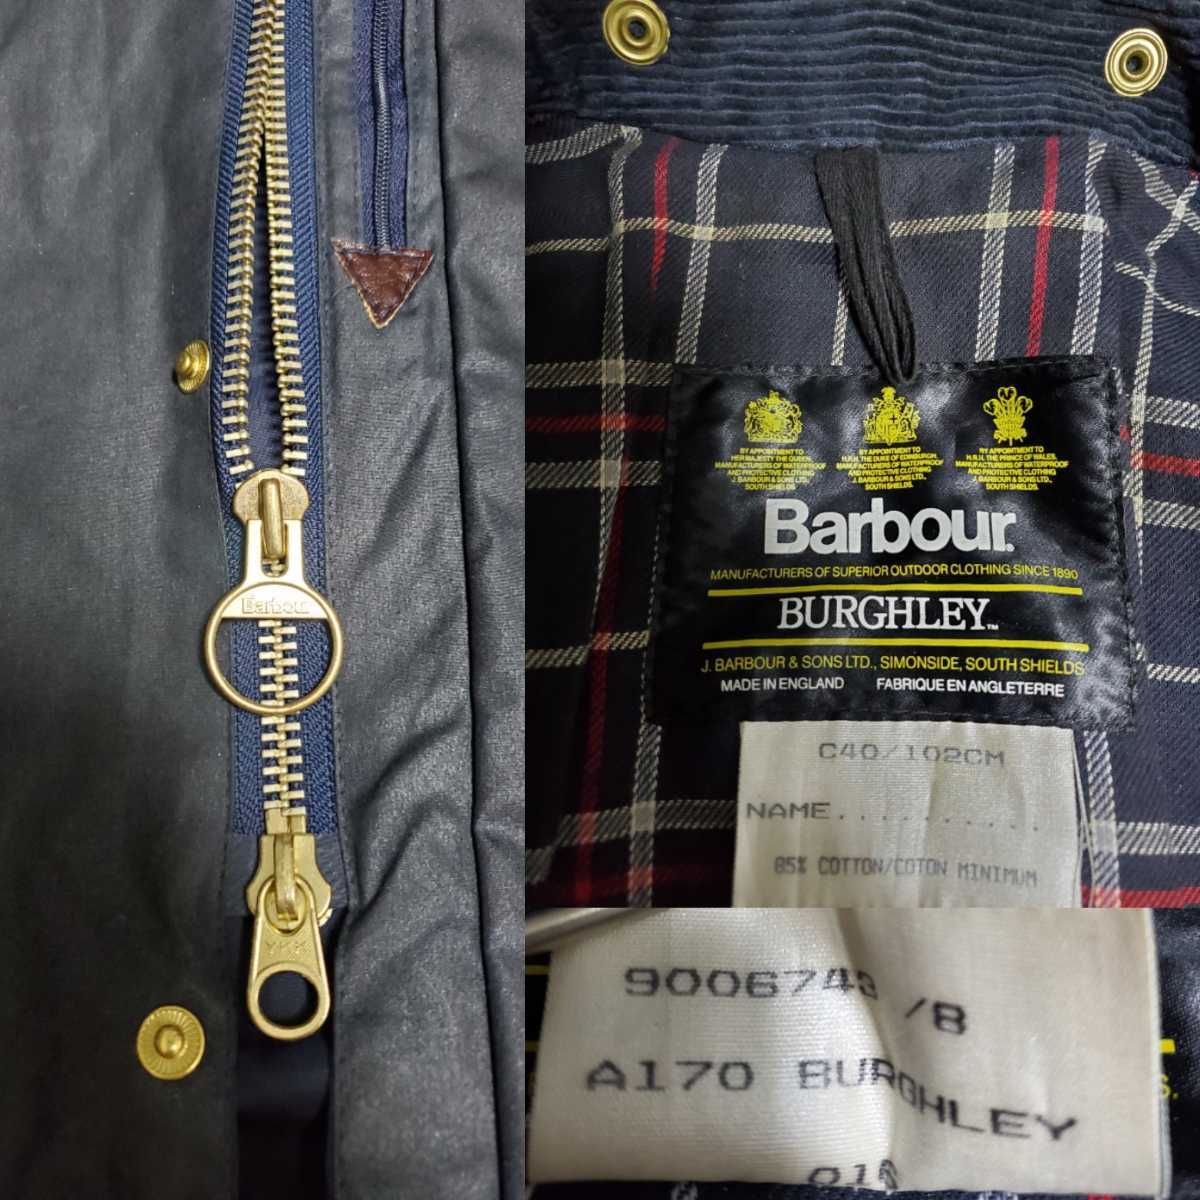 Barbour
YKK
BY APPOINTMENT TO
HER MAJESTY THE QUEEN.
MANUFACTURERS OF WATERPROOF
AND PROTECTIVE CLOTHING
J. BARBOUR & SONS LTD.,
SOUTH SHIELDS.
BY APPOINTMENT TO
H.R.H. THE DUKE OF EDINBURGH.
MANUFACTURERS OF WATERPROOF
AND PROTECTIVE CLOTHING
J. BARBOUR & SONS LTD.,
SOUTH SHIELDS.
BY APPOINTMENT TO
H.R.H. THE PRINCE OF WALES.
MANUFACTURERS OF WATERPROOF
AND PROTECTIVE CLOTHING
J. BARBOUR & SONS LTD.,
SOUTH SHIELDS.
Barbour.
MANUFACTURERS OF SUPERIOR OUTDOOR CLOTHING SINCE 1890
BURGHLEY™
J. BARBOUR & SONS LTD., SIMONSIDE, SOUTH SHIELDS
MADE IN ENGLAND FABRIQUE EN ANGLETERRE
C40/102CM
NAME..........
85% COTTON/COTON MINIMUM
9006743 /8
A170 BURGHLEY
S.